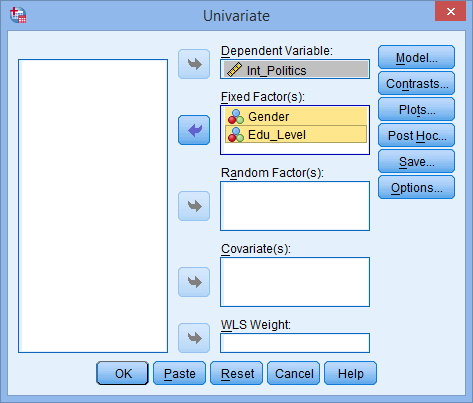 Univariate
Dependent Variable:
Int_Politics
Fixed Factor(s):
Gender
Edu_Level
Random Factor(s):
Covariate(s):
WLS Weight:
Model...
Contrasts...
Plots...
Post Hoc...
Save...
Options...
OK
Paste
Reset
Cancel
Help